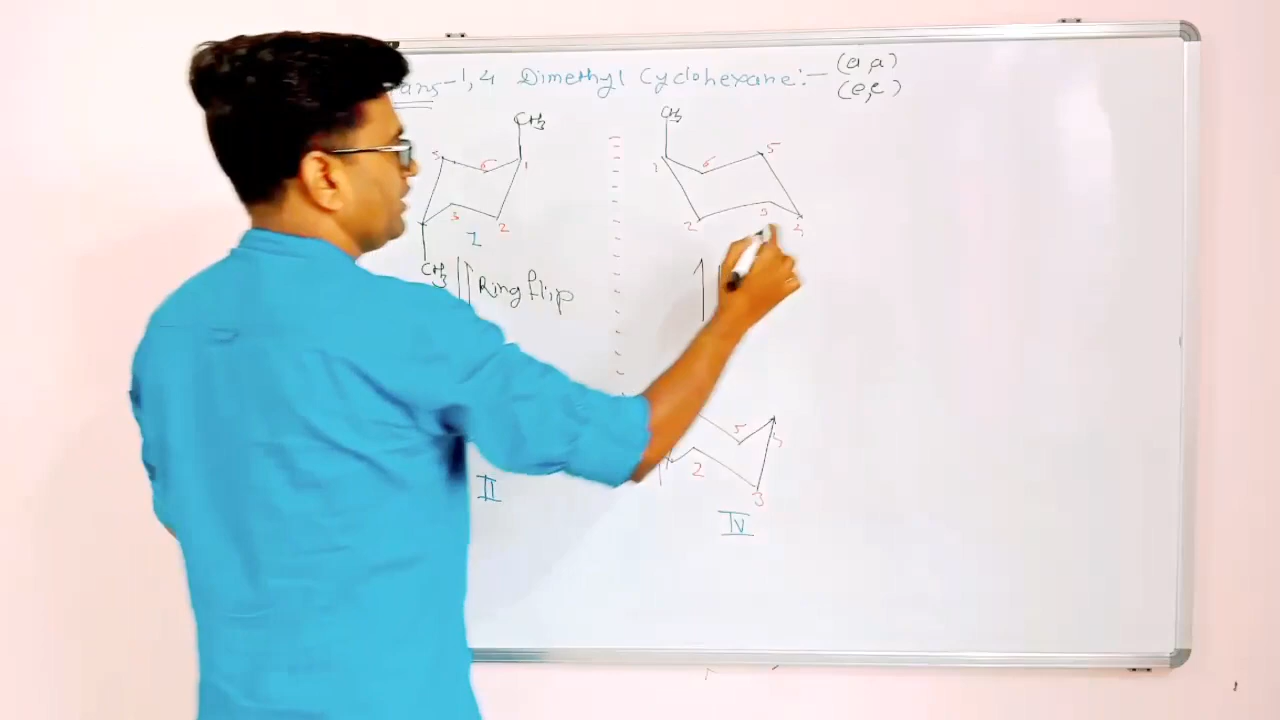 ans-1,4 Dimethyl Cyclohexane:- (a,a)
(e,e)
CH3 CH3
5 6 1 1 6 5
3 2 2 3 4
I
CH3 Ring flip
5 4
2 3
II IV